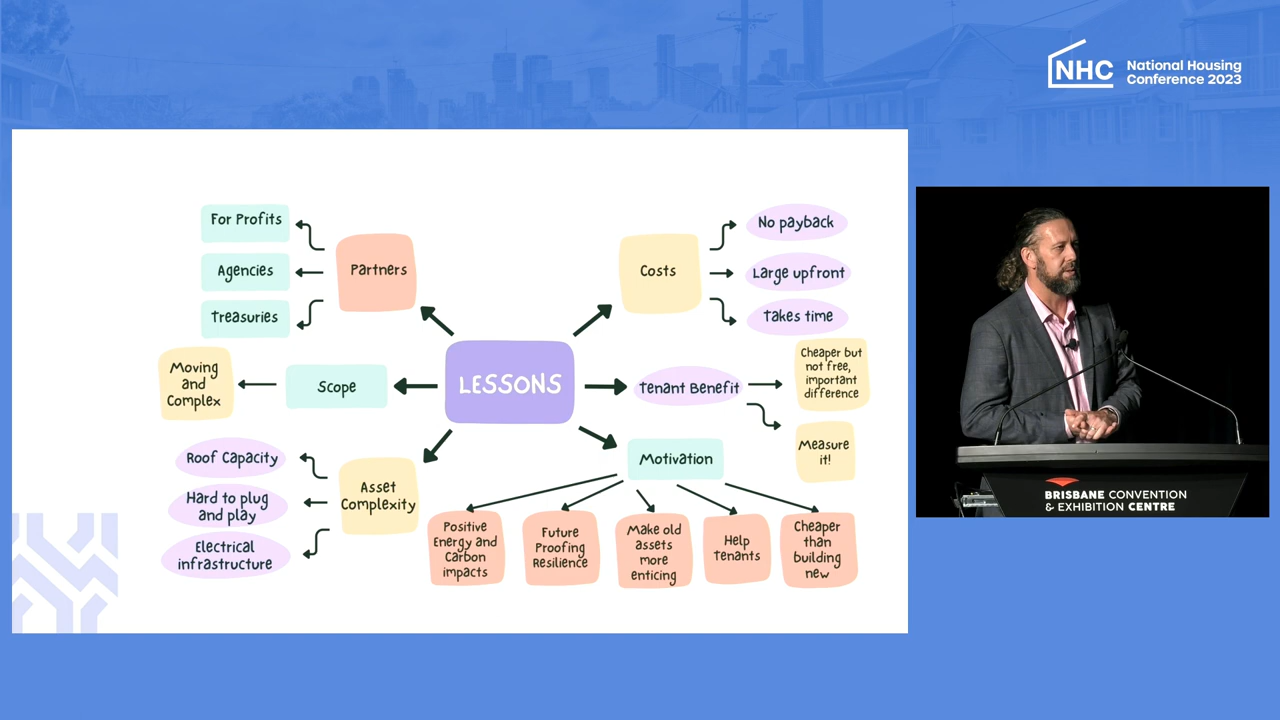 NHC
National Housing
Conference 2023
For Profits
Agencies
Treasuries
Partners
Costs
No payback
Large upfront
Takes time
Moving
and
Complex
Scope
LESSONS
Tenant Benefit
Cheaper but
not free,
important
difference
Measure
it!
Roof Capacity
Hard to plug
and play
Electrical
infrastructure
Asset
Complexity
Motivation
Positive
Energy and
Carbon
impacts
Future
Proofing
Resilience
Make old
assets
more
enticing
Help
Tenants
Cheaper
than
building
new
BRISBANE CONVENTION
& EXHIBITION CENTRE